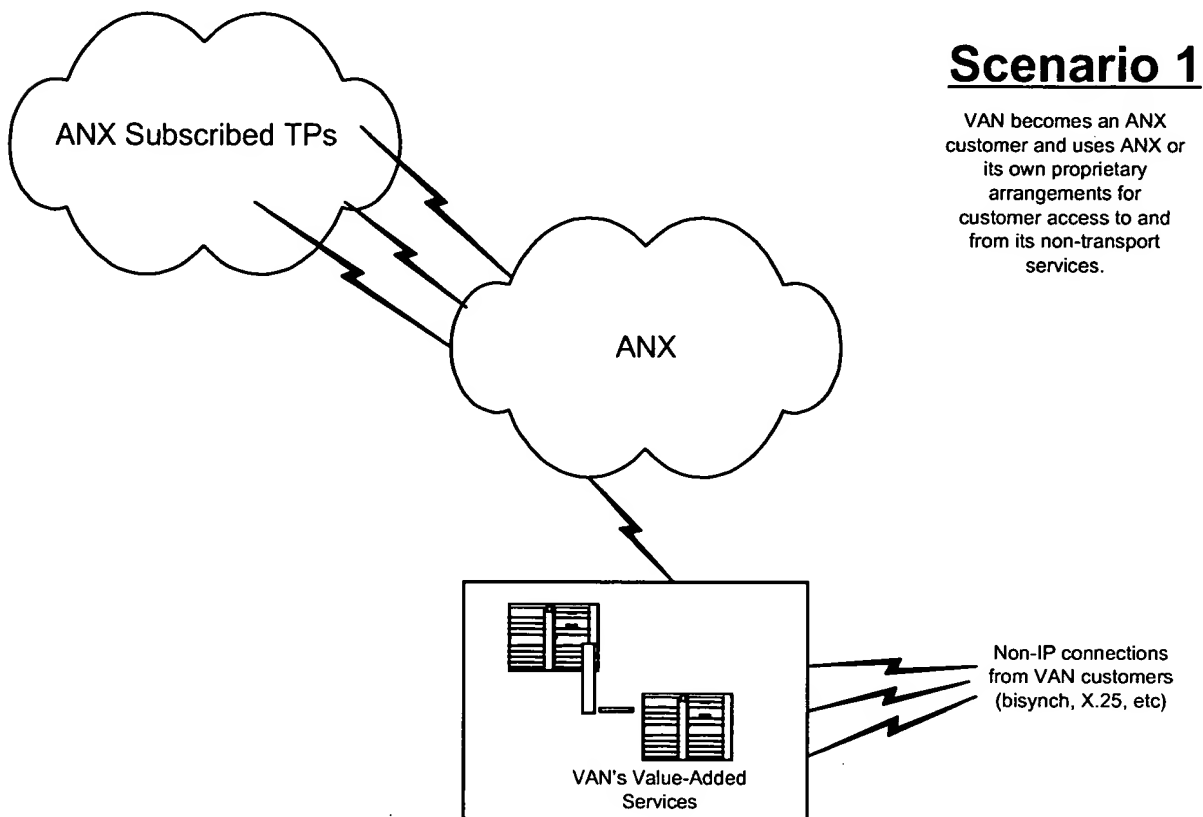 Scenario 1
VAN becomes an ANX
customer and uses ANX or
its own proprietary
arrangements for
customer access to and
from its non-transport
services.
ANX Subscribed TPs
ANX
Non-IP connections
from VAN customers
(bisynch, X.25, etc)
VAN's Value-Added
Services